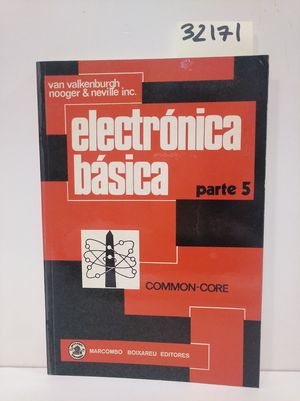 32171
van valkenburgh
nooger & neville inc.
electrónica
básica
parte 5
COMMON-CORE
MARCOMBO BOIXAREU EDITORES